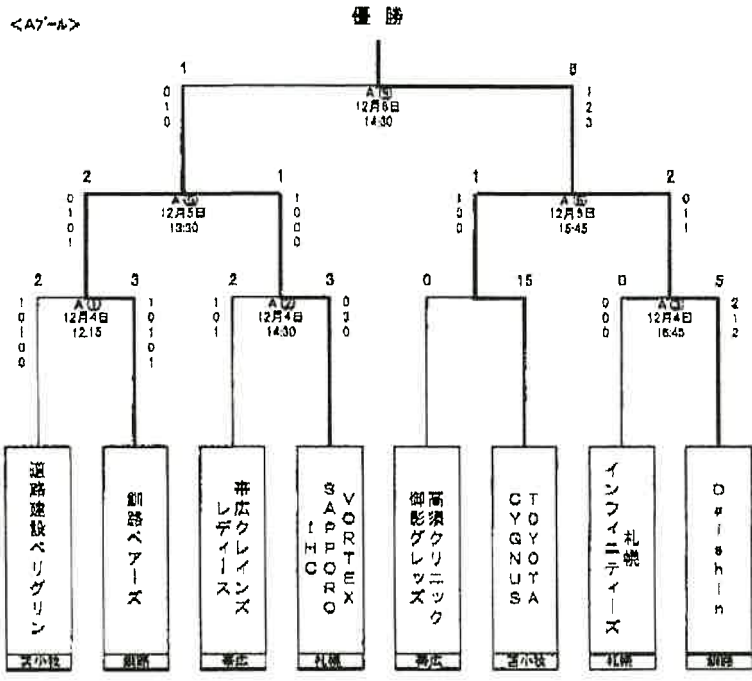 <Aプール>
優勝
1
6
0
1
0
A⑨
12月6日
14:30
1
2
3
2
1
1
2
0
1
0
1
A⑤
12月5日
13:30
1
0
0
0
1
0
0
A⑥
12月5日
15:45
0
1
1
2
3
2
3
0
15
0
5
1
0
1
0
0
A①
12月4日
12:15
1
0
1
0
1
1
0
1
A②
12月4日
14:30
0
3
0
0
0
0
A③
12月4日
16:45
2
1
2
道路建設ペリグリン
釧路ベアーズ
帯広クレインズ
レディース
VORTEX
SAPPORO
IHC
高須クリニック
御影グレッズ
TOYOTA
CYGNUS
札幌
インフィニティーズ
Daishin
苫小牧
釧路
帯広
札幌
帯広
苫小牧
札幌
釧路